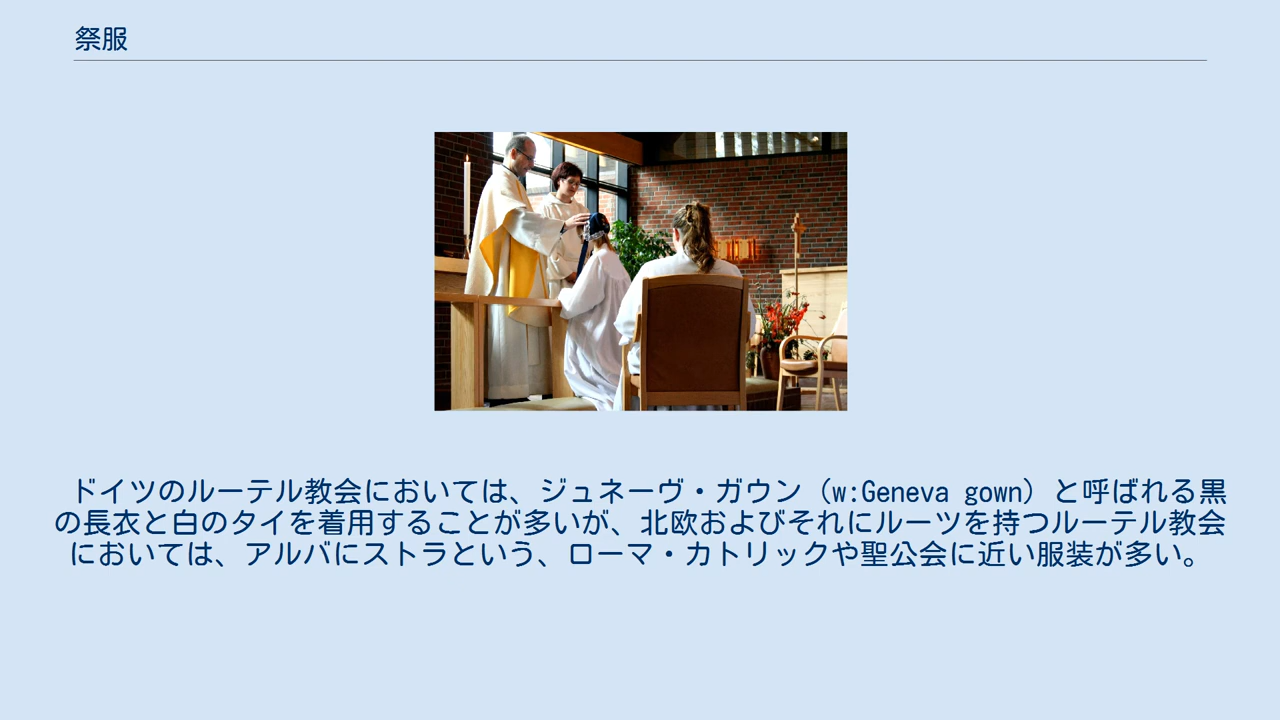 祭服
ドイツのルーテル教会においては、ジュネーヴ・ガウン（w:Geneva gown）と呼ばれる黒
の長衣と白のタイを着用することが多いが、北欧およびそれにルーツを持つルーテル教会
においては、アルバにストラという、ローマ・カトリックや聖公会に近い服装が多い。